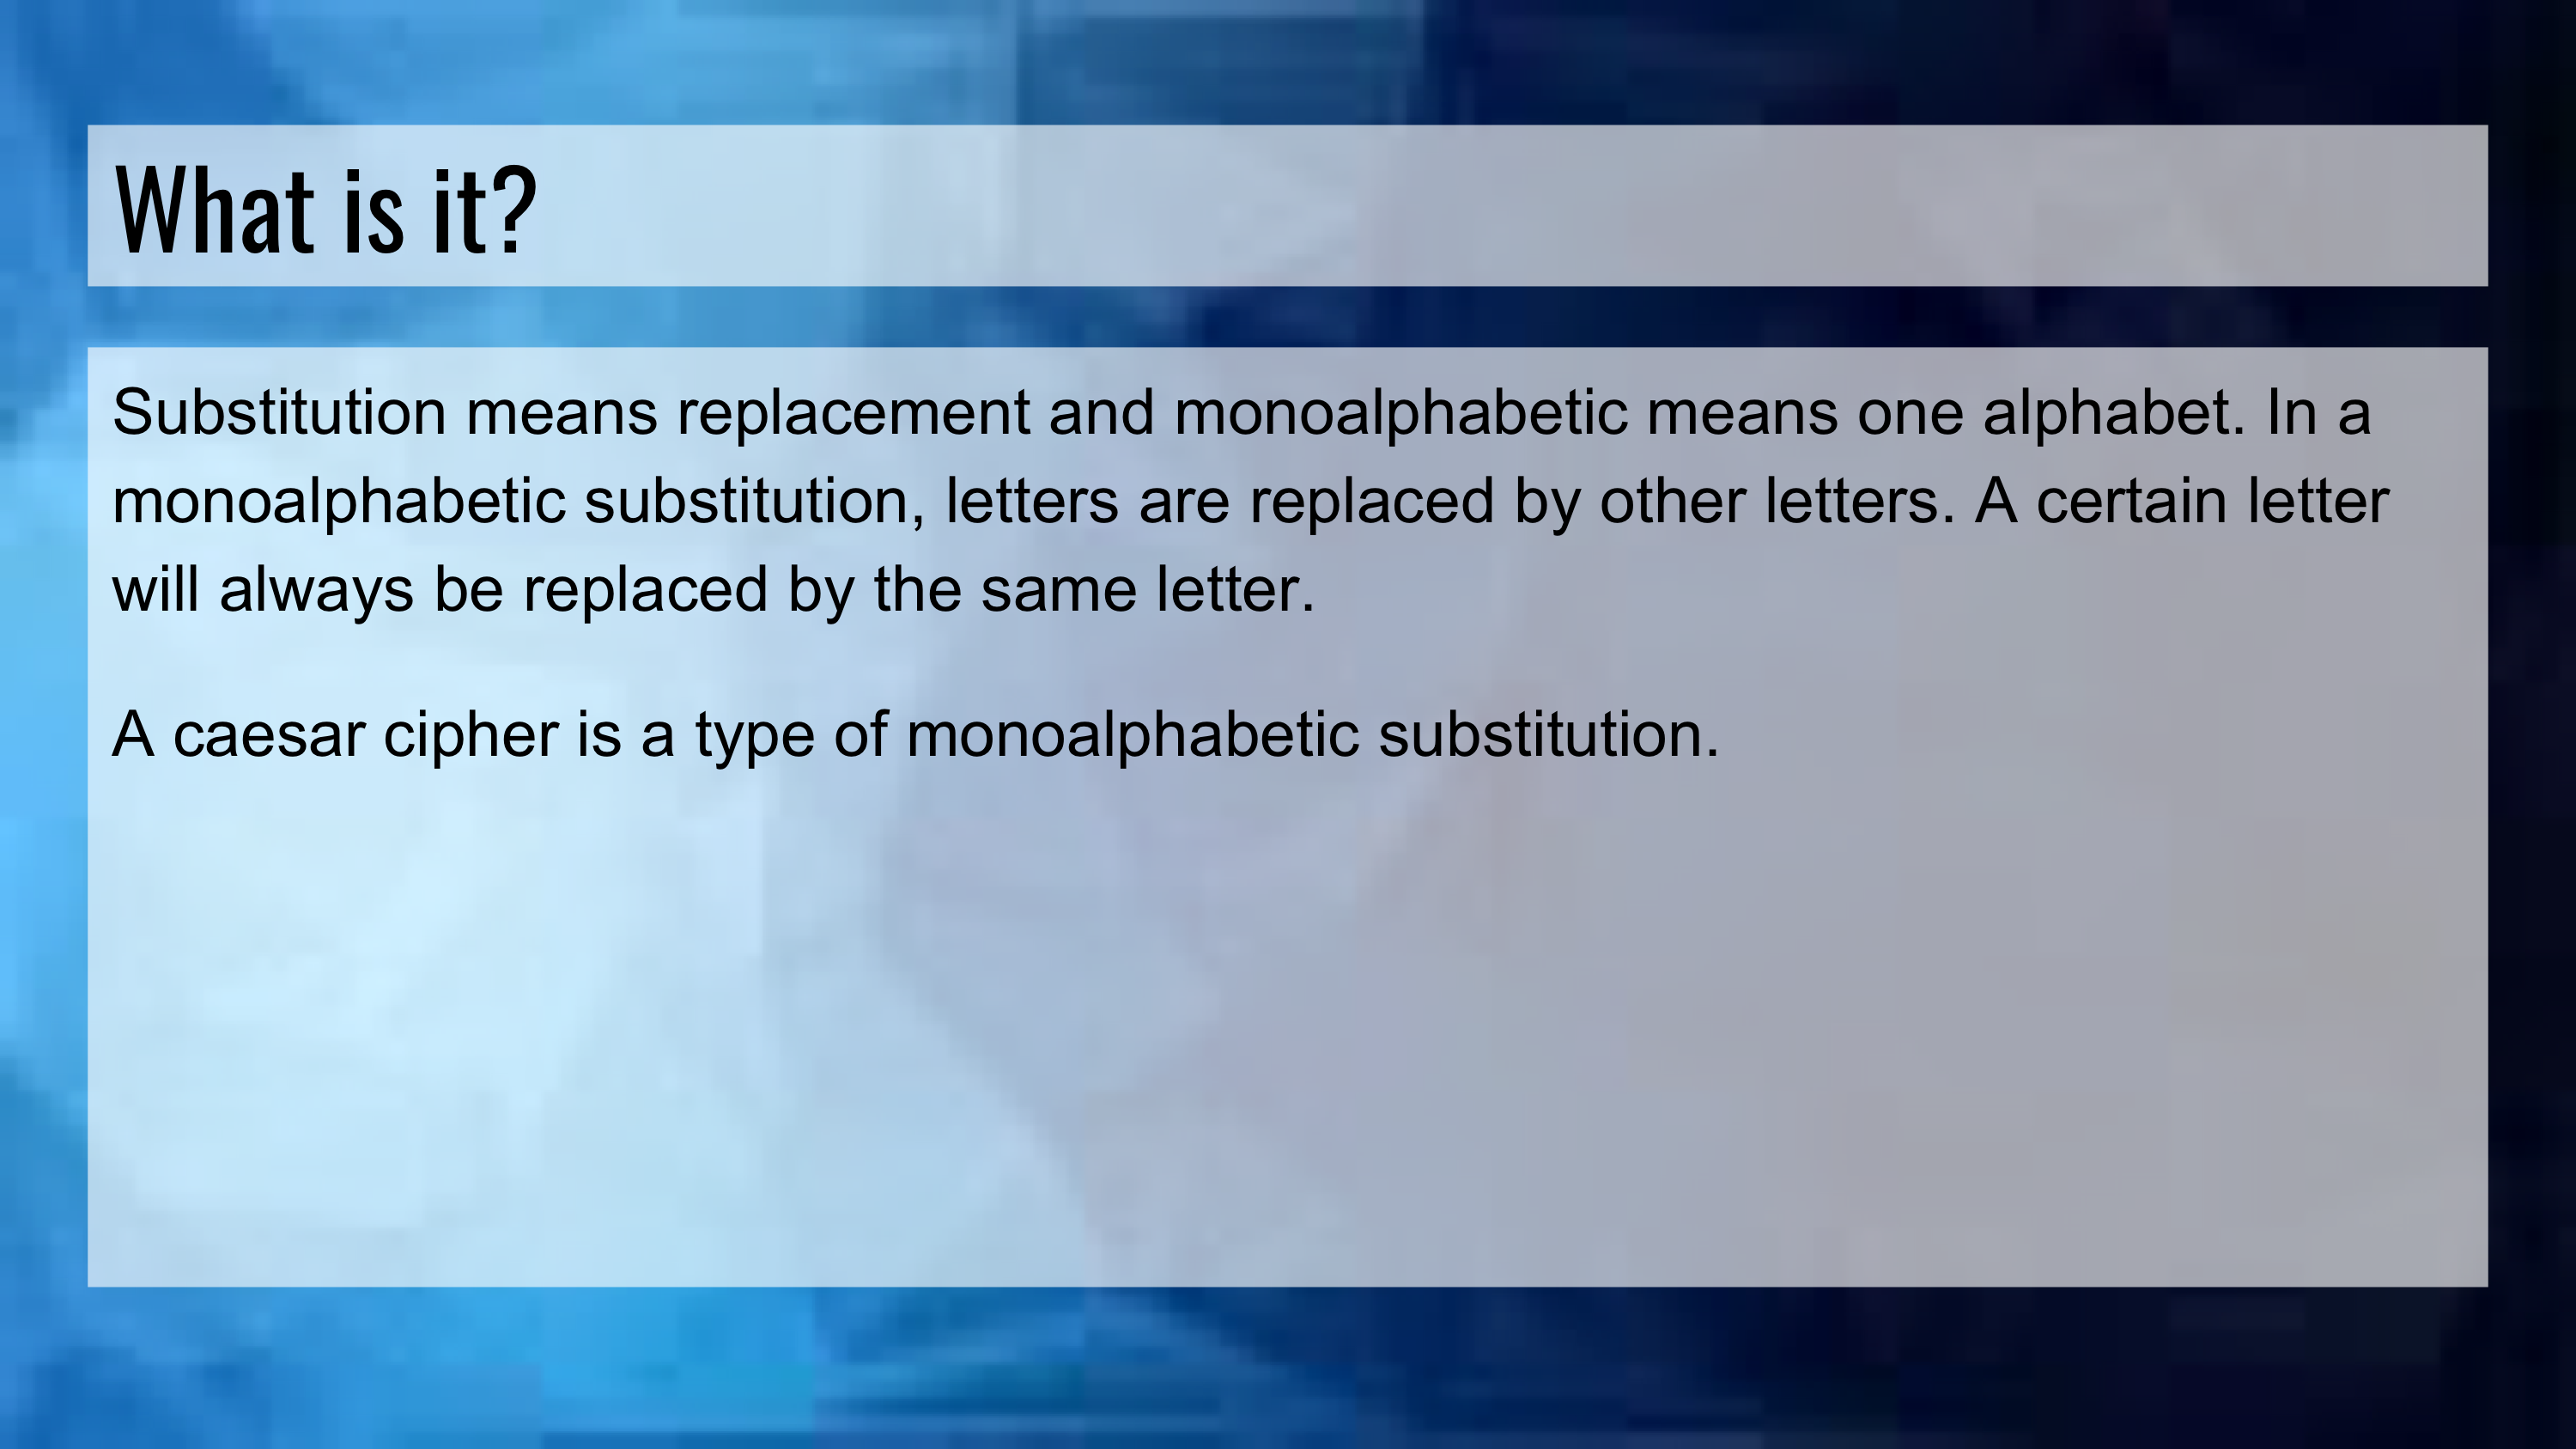 What is it?
Substitution means replacement and monoalphabetic means one alphabet. In a
monoalphabetic substitution, letters are replaced by other letters. A certain letter
will always be replaced by the same letter.
A caesar cipher is a type of monoalphabetic substitution.